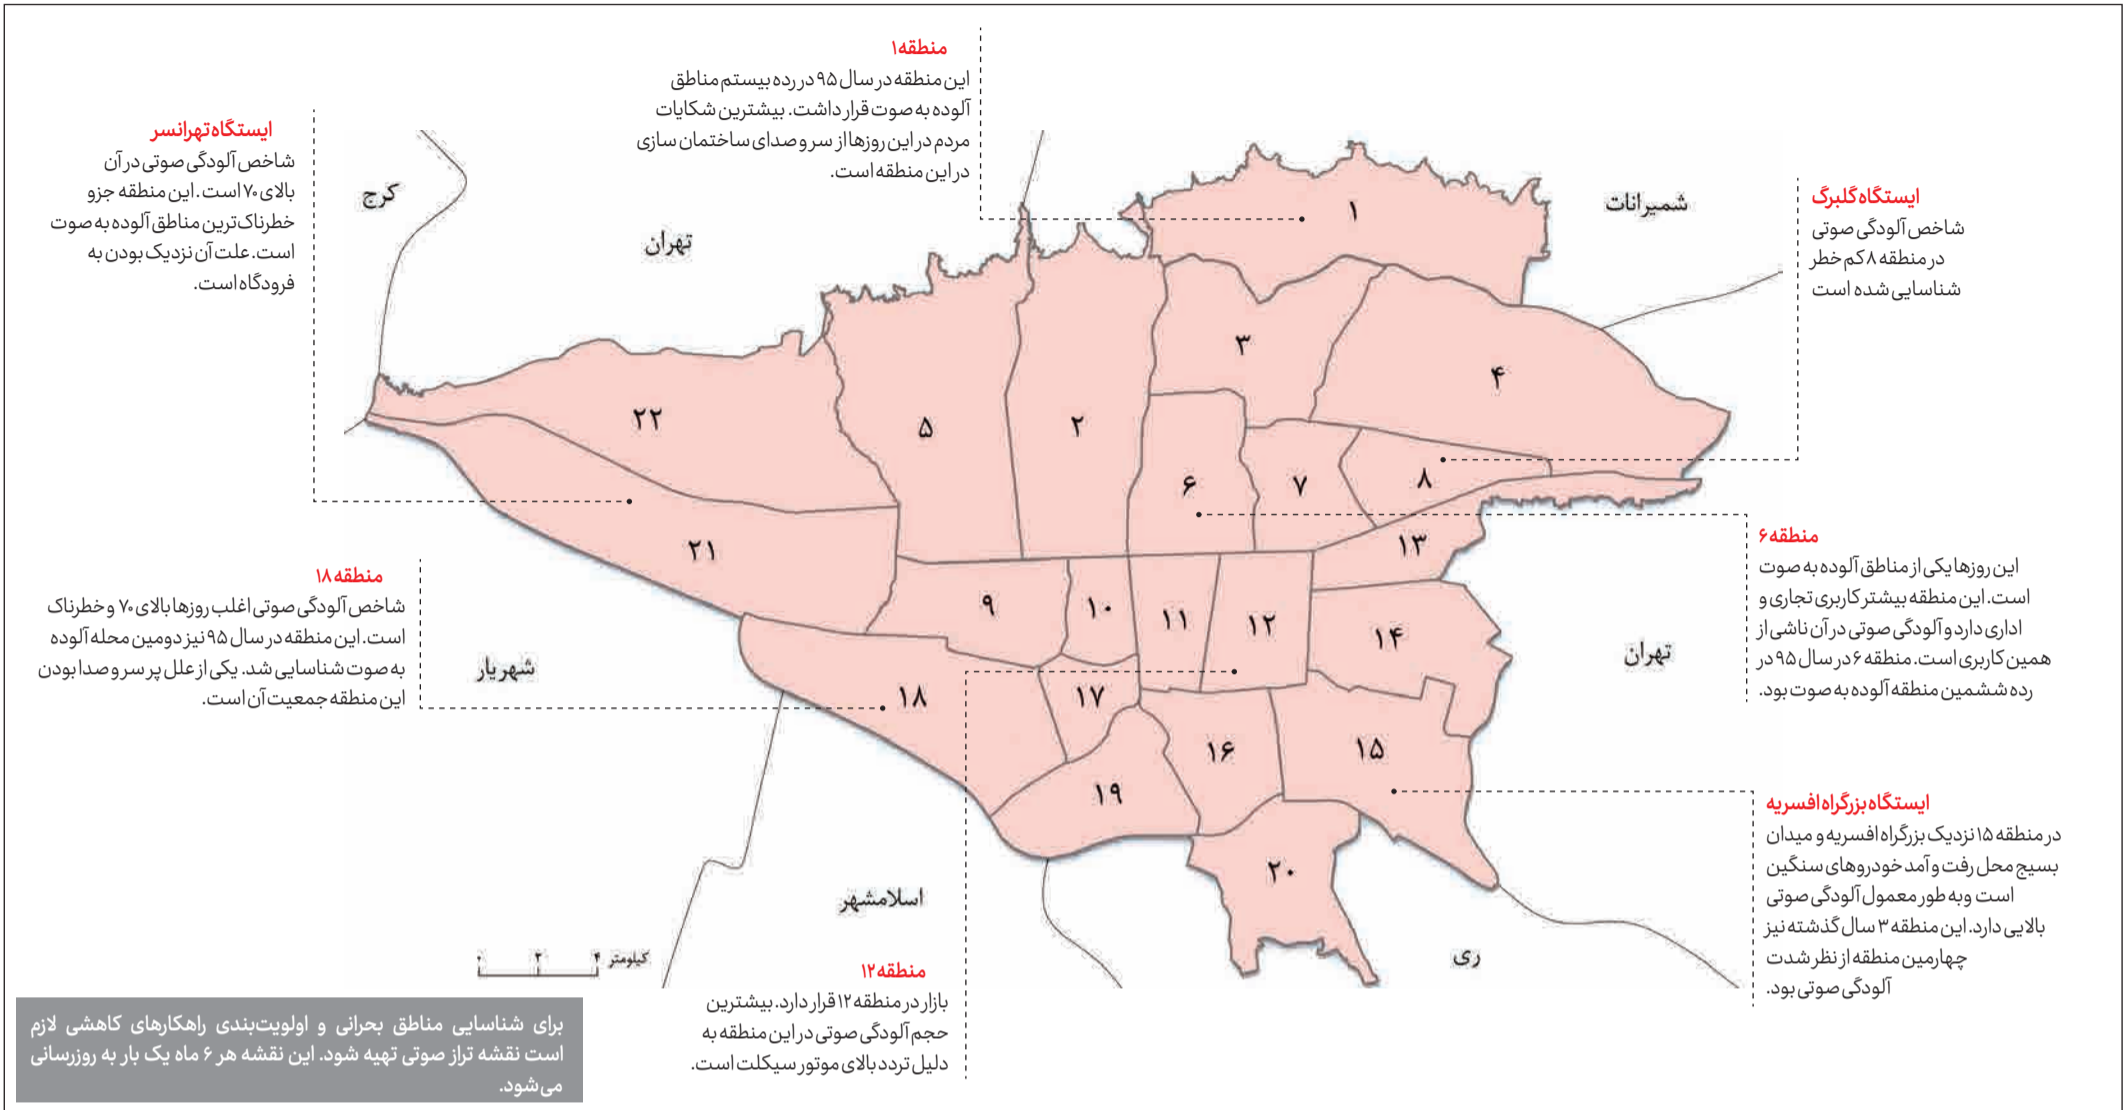 منطقه ۱
این منطقه در سال ۹۵ در رده بیستم مناطق
آلوده به صوت قرار داشت. بیشترین شکایات
مردم در این روزها از سر و صدای ساختمان سازی
در این منطقه است.
ایستگاه گلبرگ
شاخص آلودگی صوتی
در منطقه ۸ کم خطر
شناسایی شده است
منطقه ۶
این روزها یکی از مناطق آلوده به صوت
است. این منطقه بیشتر کاربری تجاری و
اداری دارد و آلودگی صوتی در آن ناشی از
همین کاربری است. منطقه ۶ در سال ۹۵ در
رده ششمین منطقه آلوده به صوت بود.
ایستگاه بزرگراه افسریه
در منطقه ۱۵ نزدیک بزرگراه افسریه و میدان
بسیج محل رفت و آمد خودروهای سنگین
است وبه طور معمول آلودگی صوتی
بالایی دارد. این منطقه ۳ سال گذشته نیز
چهارمین منطقه از نظر شدت
آلودگی صوتی بود.
ایستگاه تهرانسر
شاخص آلودگی صوتی در آن
بالای ۷۰ است. این منطقه جزو
خطرناک‌ترین مناطق آلوده به صوت
است. علت آن نزدیک بودن به
فرودگاه است.
منطقه ۱۸
شاخص آلودگی صوتی اغلب روزها بالای ۷۰ و خطرناک
است. این منطقه در سال ۹۵ نیز دومین محله آلوده
به صوت شناسایی شد. یکی از علل پر سر و صدا بودن
این منطقه جمعیت آن است.
منطقه ۱۲
بازار در منطقه ۱۲ قرار دارد. بیشترین
حجم آلودگی صوتی در این منطقه به
دلیل تردد بالای موتور سیکلت است.
شمیرانات
تهران
کرج
۱
۳
۴
۲
۵
۲۲
۶
۷
۸
۲۱
۱۳
۹
۱۰
۱۱
۱۲
۱۴
تهران
شهریار
۱۸
۱۷
۱۶
۱۵
۱۹
۲۰
اسلامشهر
ری
۰ ۲ ۴ کیلومتر
برای شناسایی مناطق بحرانی و اولویت‌بندی راهکارهای کاهشی لازم
است نقشه تراز صوتی تهیه شود. این نقشه هر ۶ ماه یک بار به روزرسانی
می‌شود.